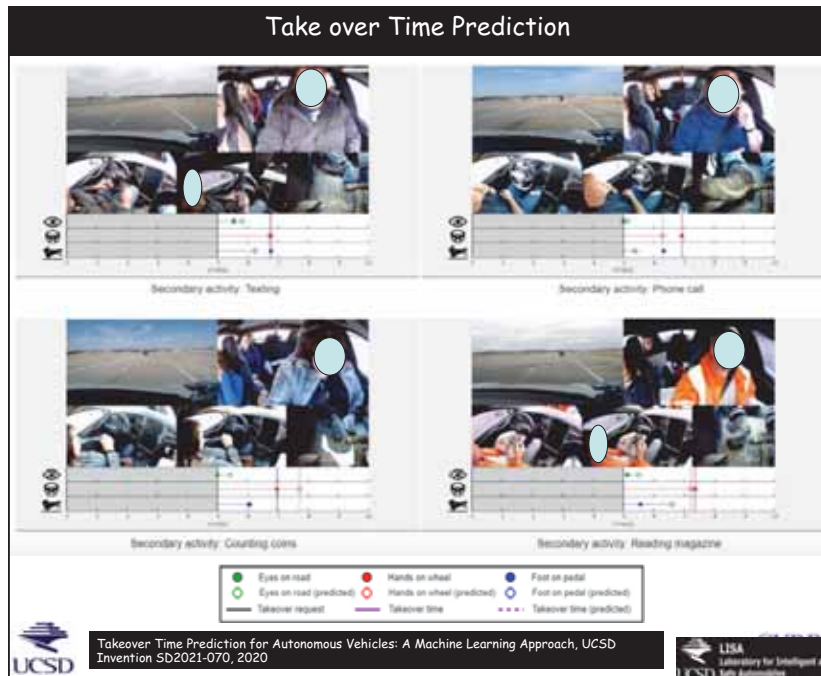 Take over Time Prediction
Secondary activity: Texting
Secondary activity: Phone call
Secondary activity: Counting coins
Secondary activity: Reading magazine
Eyes on road
Hands on wheel
Foot on pedal
Eyes on road (predicted)
Hands on wheel (predicted)
Foot on pedal (predicted)
Takeover request
Takeover time
Takeover time (predicted)
UCSD
Takeover Time Prediction for Autonomous Vehicles: A Machine Learning Approach, UCSD
Invention SD2021-070, 2020
UCSD
LISA
Laboratory for Intelligent
Safe Automobiles